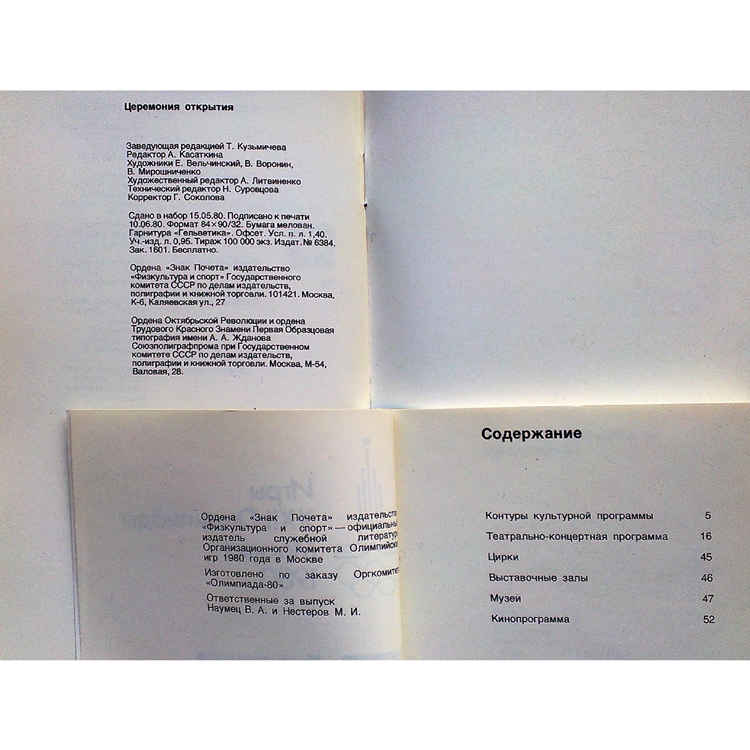 Церемония открытия
Заведующая редакцией Т. Кузьмичева
Редактор А. Касаткина
Художники Е. Вельчинский, В. Воронин,
В. Мирошниченко
Художественный редактор А. Литвиненко
Технический редактор Н. Суровцова
Корректор Г. Соколова
Сдано в набор 15.05.80. Подписано к печати
10.06.80. Формат 84×90/32. Бумага мелован.
Гарнитура «Гельветика». Офсет. Усл. п. л. 1,40.
Уч.-изд. л. 0,95. Тираж 100 000 экз. Издат. № 6384.
Зак. 1601. Бесплатно.
Ордена «Знак Почета» издательство
«Физкультура и спорт» Государственного
комитета СССР по делам издательств,
полиграфии и книжной торговли. 101421. Москва,
К-6, Каляевская ул., 27
Ордена Октябрьской Революции и ордена
Трудового Красного Знамени Первая Образцовая
типография имени А. А. Жданова
Союзполиграфпрома при Государственном
комитете СССР по делам издательств,
полиграфии и книжной торговли. Москва, М-54,
Валовая, 28.
Ордена «Знак Почета» издательств
«Физкультура и спорт» — официальны
издатель служебной литератур
Организационного комитета Олимпийски
игр 1980 года в Москве
Изготовлено по заказу Оргкомитет
«Олимпиада-80»
Ответственные за выпуск
Наумец В. А. и Нестеров М. И.
Содержание
Контуры культурной программы 5
Театрально-концертная программа 16
Цирки 45
Выставочные залы 46
Музеи 47
Кинопрограмма 52